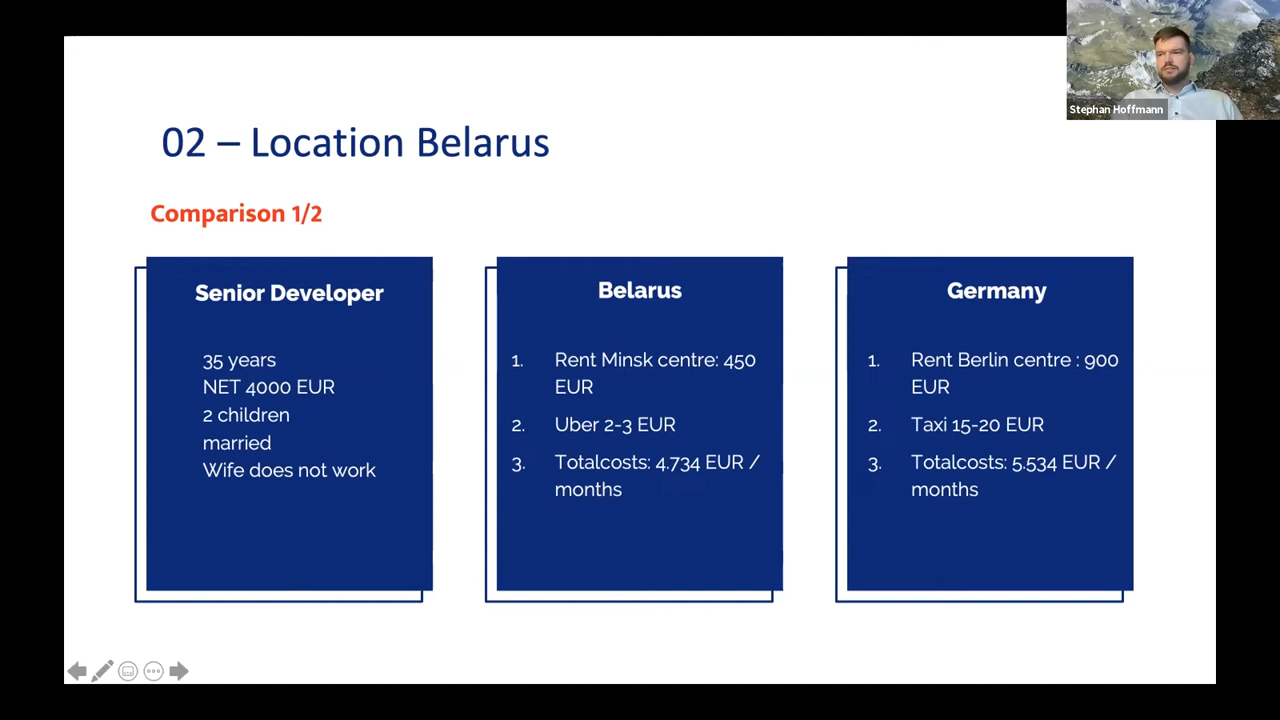 Stephan Hoffmann
02 – Location Belarus
Comparison 1/2
Senior Developer
35 years
NET 4000 EUR
2 children
married
Wife does not work
Belarus
1. Rent Minsk centre: 450
EUR
2. Uber 2-3 EUR
3. Totalcosts: 4.734 EUR /
months
Germany
1. Rent Berlin centre : 900
EUR
2. Taxi 15-20 EUR
3. Totalcosts: 5.534 EUR /
months